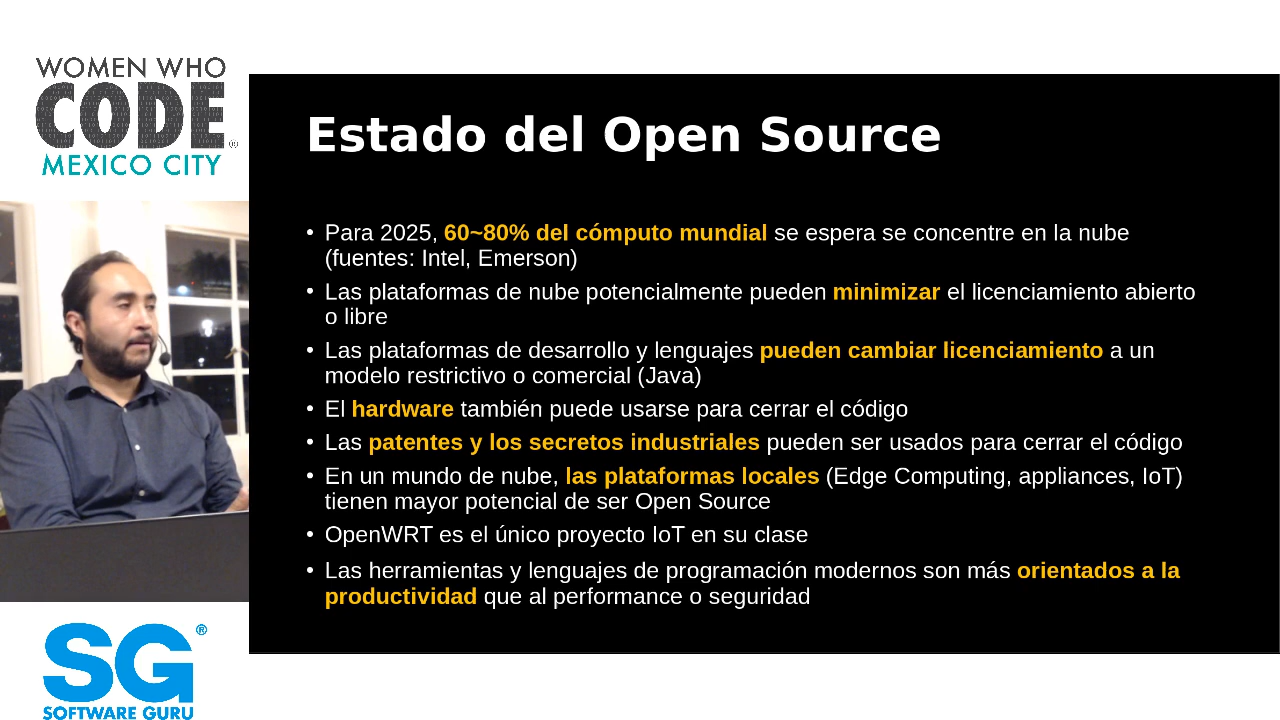 WOMEN WHO
CODE®
MEXICO CITY
Estado del Open Source
• Para 2025, 60~80% del cómputo mundial se espera se concentre en la nube
(fuentes: Intel, Emerson)
• Las plataformas de nube potencialmente pueden minimizar el licenciamiento abierto
o libre
• Las plataformas de desarrollo y lenguajes pueden cambiar licenciamiento a un
modelo restrictivo o comercial (Java)
• El hardware también puede usarse para cerrar el código
• Las patentes y los secretos industriales pueden ser usados para cerrar el código
• En un mundo de nube, las plataformas locales (Edge Computing, appliances, IoT)
tienen mayor potencial de ser Open Source
• OpenWRT es el único proyecto IoT en su clase
• Las herramientas y lenguajes de programación modernos son más orientados a la
productividad que al performance o seguridad
SG®
SOFTWARE GURU